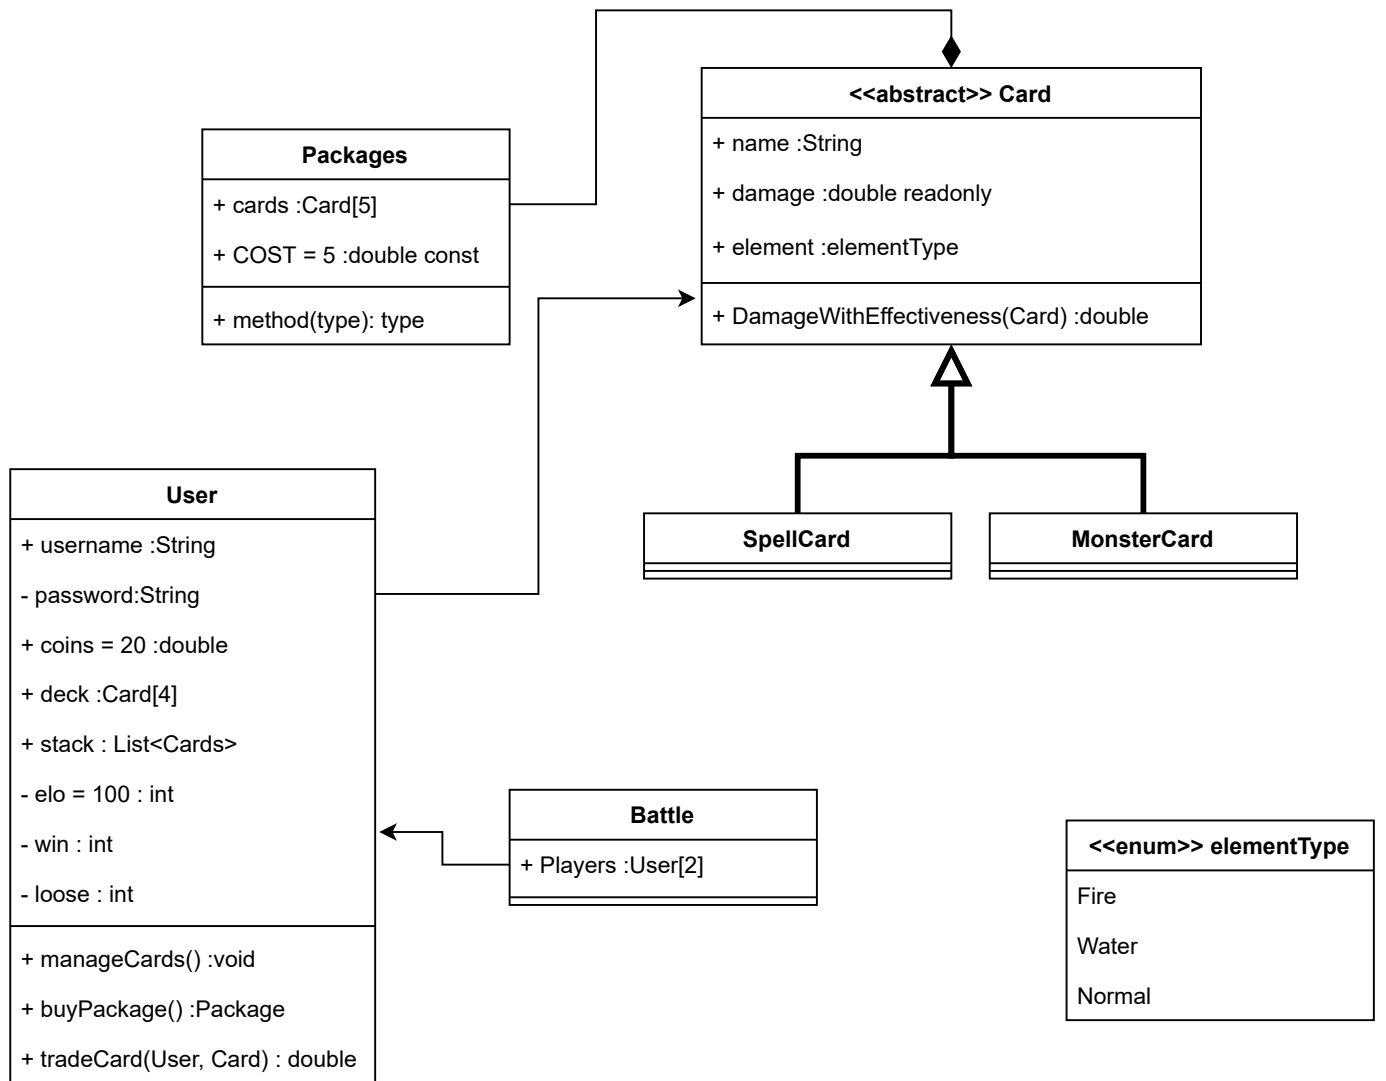 <<abstract>> Card
+ name :String
+ damage :double readonly
+ element :elementType
+ DamageWithEffectiveness(Card) :double
Packages
+ cards :Card[5]
+ COST = 5 :double const
+ method(type): type
User
+ username :String
- password:String
+ coins = 20 :double
+ deck :Card[4]
+ stack : List<Cards>
- elo = 100 : int
- win : int
- loose : int
+ manageCards() :void
+ buyPackage() :Package
+ tradeCard(User, Card) : double
SpellCard
MonsterCard
Battle
+ Players :User[2]
<<enum>> elementType
Fire
Water
Normal